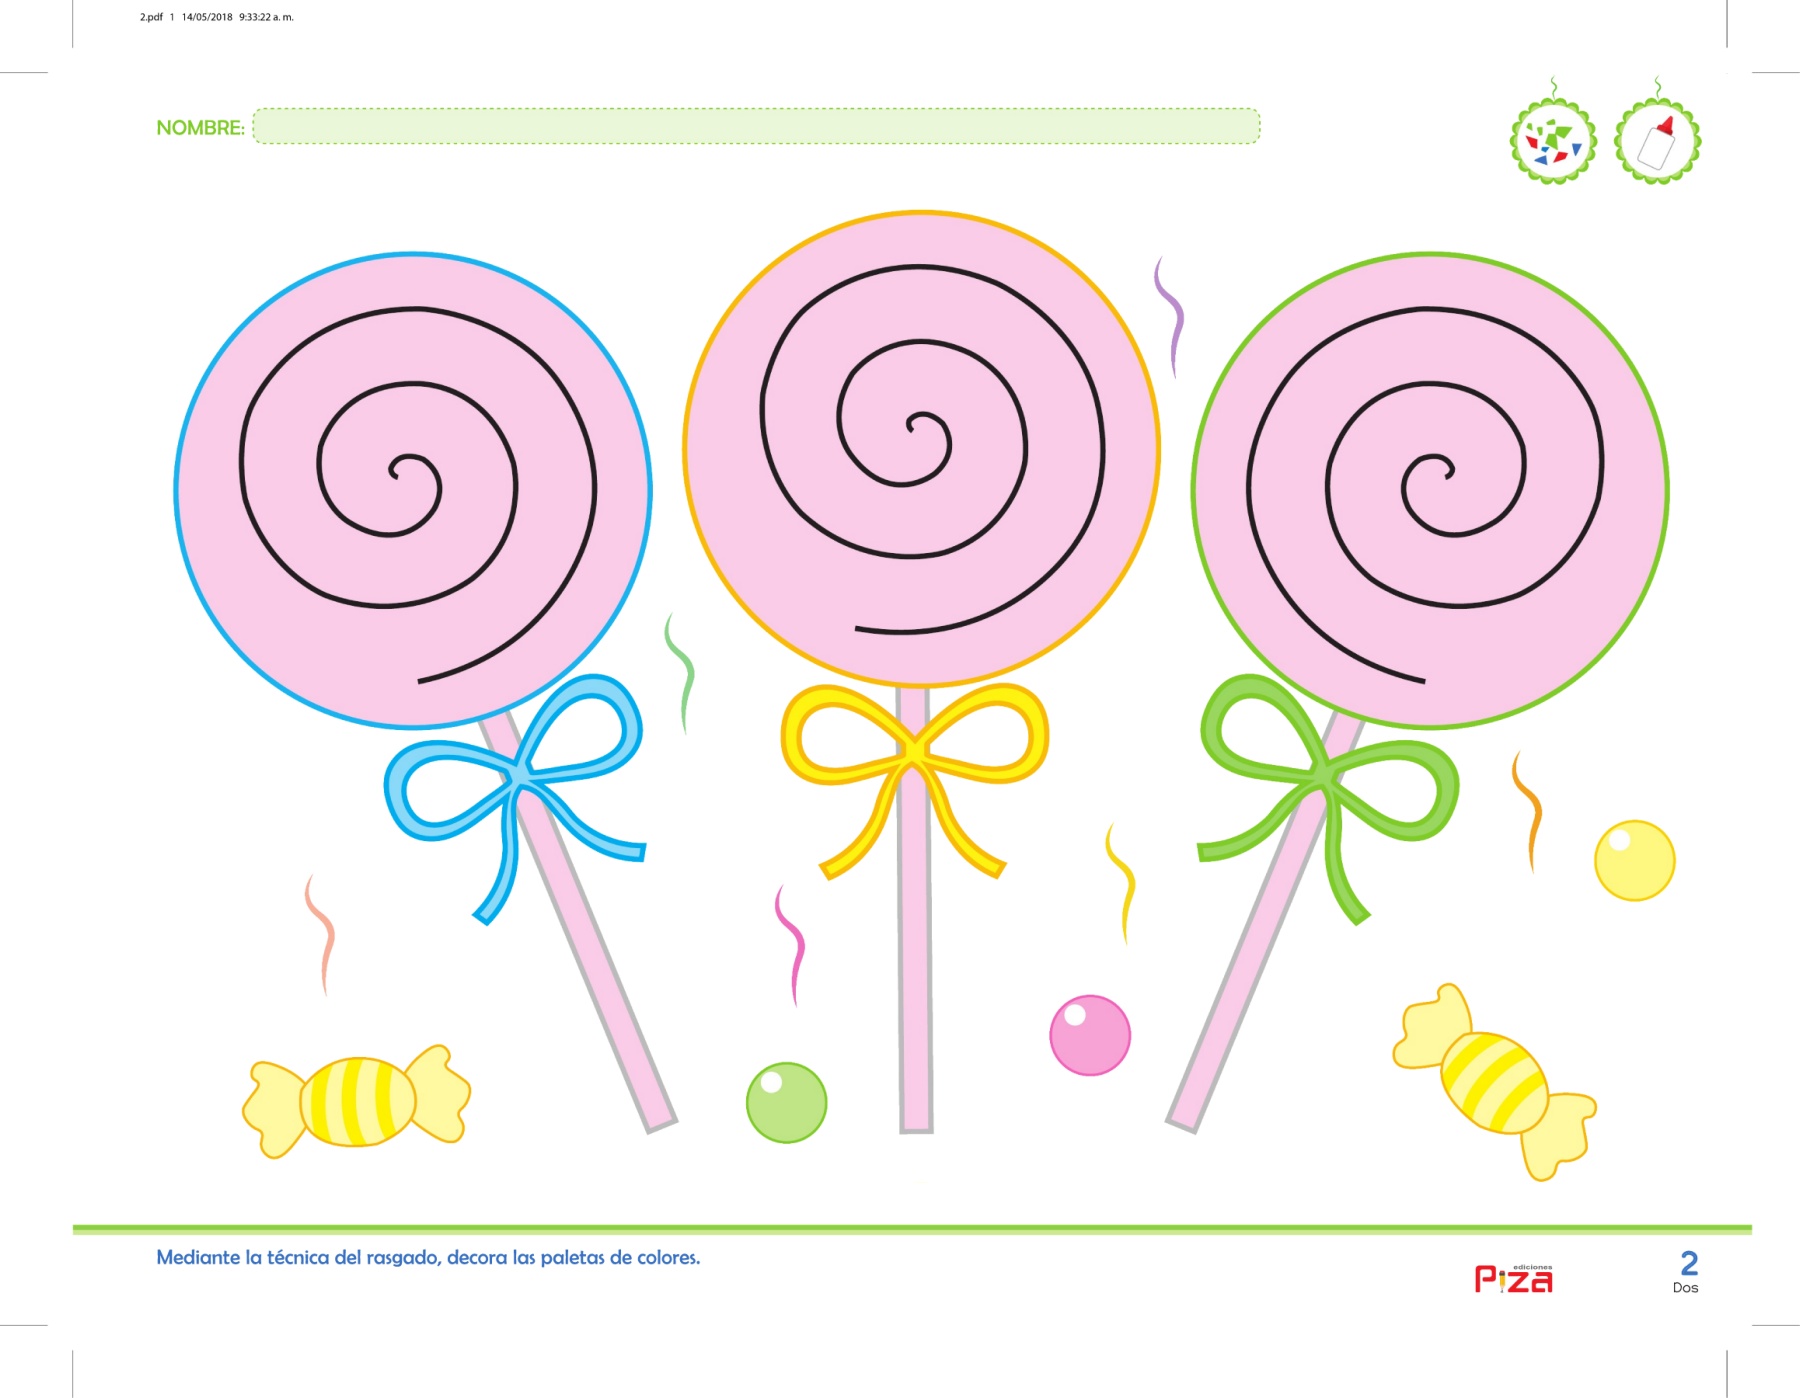 2.pdf 1 14/05/2018 9:33:22 a. m.
NOMBRE:
Mediante la técnica del rasgado, decora las paletas de colores.
ediciones
Piza
2
Dos